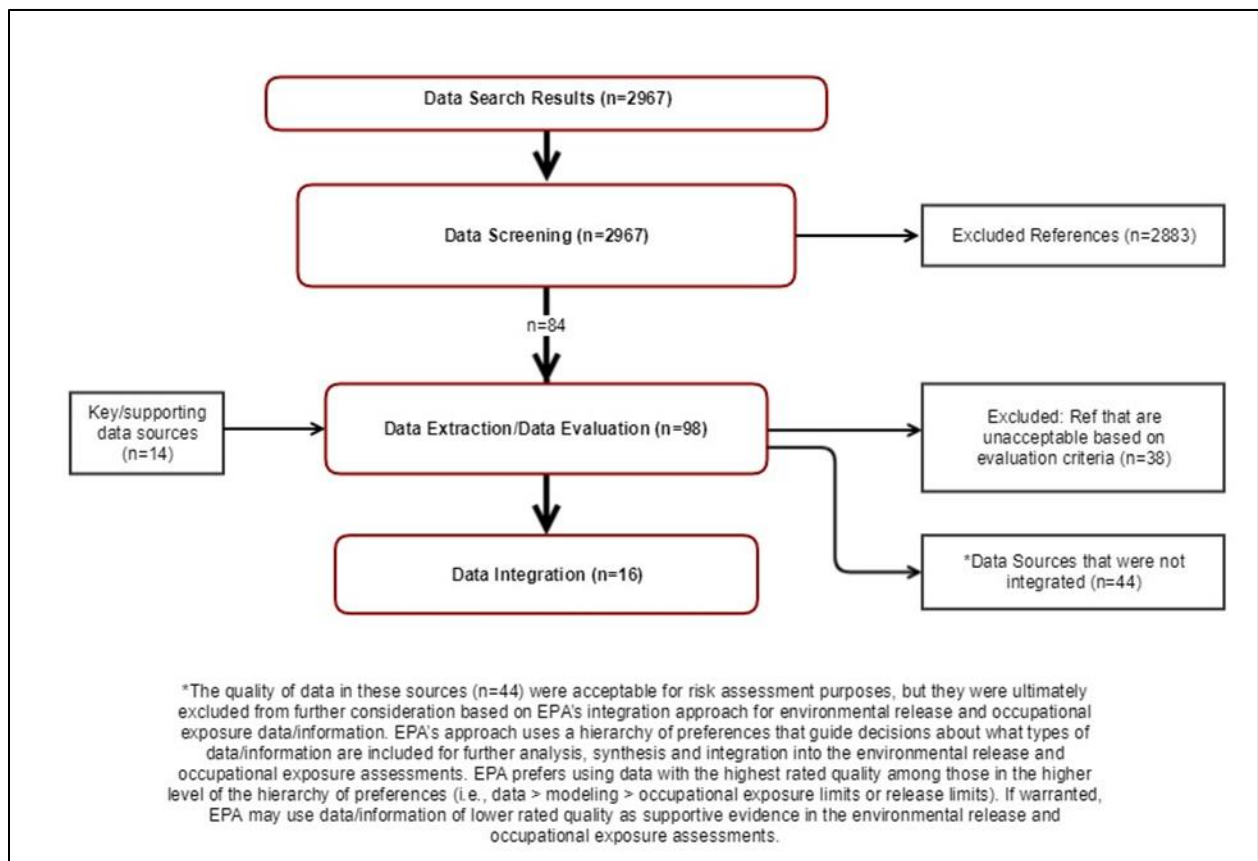 Data Search Results (n=2967)
Data Screening (n=2967)
Excluded References (n=2883)
n=84
Key/supporting
data sources
(n=14)
Data Extraction/Data Evaluation (n=98)
Excluded: Ref that are
unacceptable based on
evaluation criteria (n=38)
Data Integration (n=16)
*Data Sources that were not
integrated (n=44)
*The quality of data in these sources (n=44) were acceptable for risk assessment purposes, but they were ultimately
excluded from further consideration based on EPA's integration approach for environmental release and occupational
exposure data/information. EPA's approach uses a hierarchy of preferences that guide decisions about what types of
data/information are included for further analysis, synthesis and integration into the environmental release and
occupational exposure assessments. EPA prefers using data with the highest rated quality among those in the higher
level of the hierarchy of preferences (i.e., data > modeling > occupational exposure limits or release limits). If warranted,
EPA may use data/information of lower rated quality as supportive evidence in the environmental release and
occupational exposure assessments.